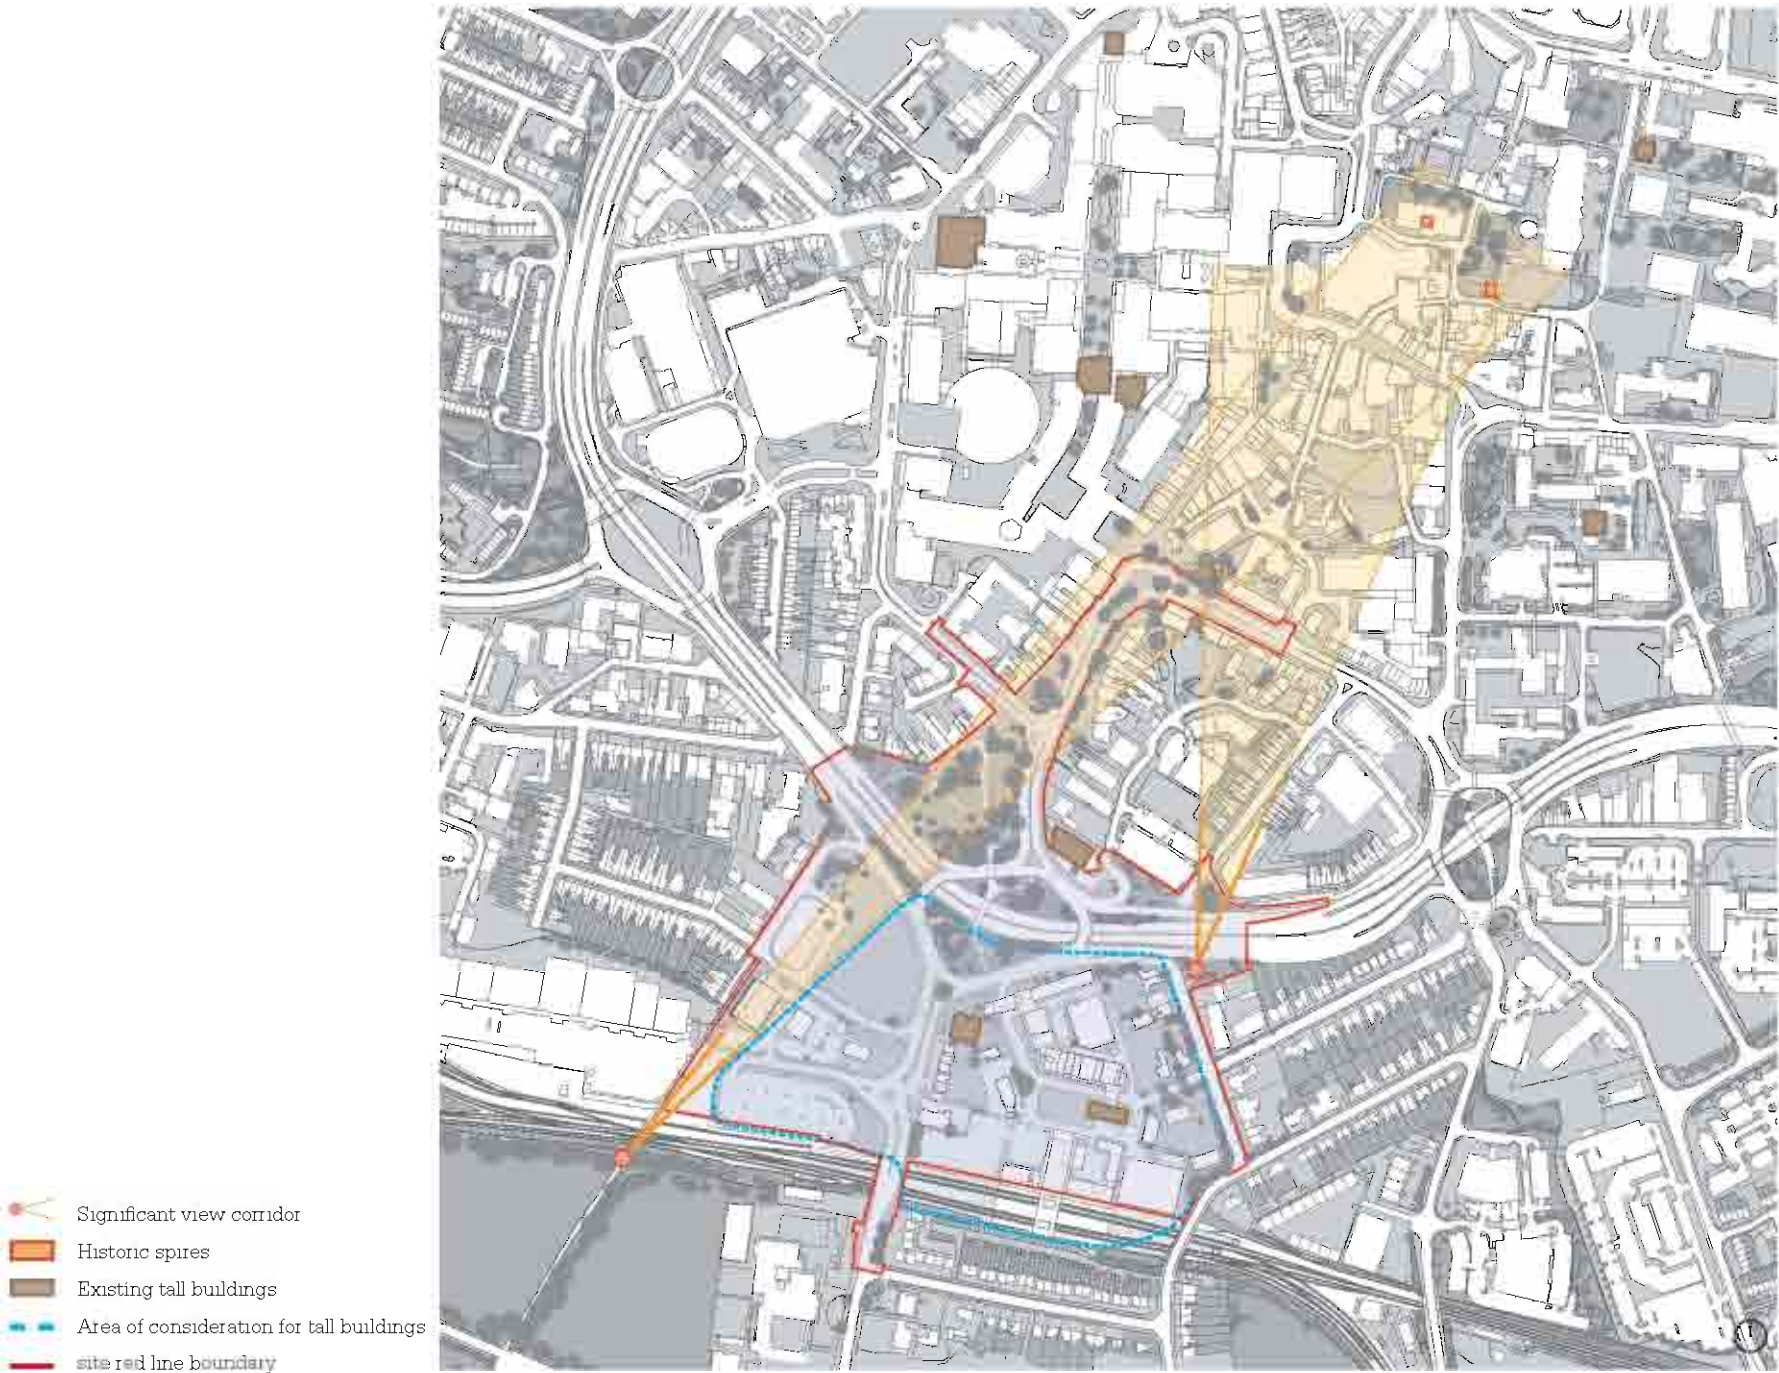 Significant view corridor
Historic spires
Existing tall buildings
Area of consideration for tall buildings
site red line boundary